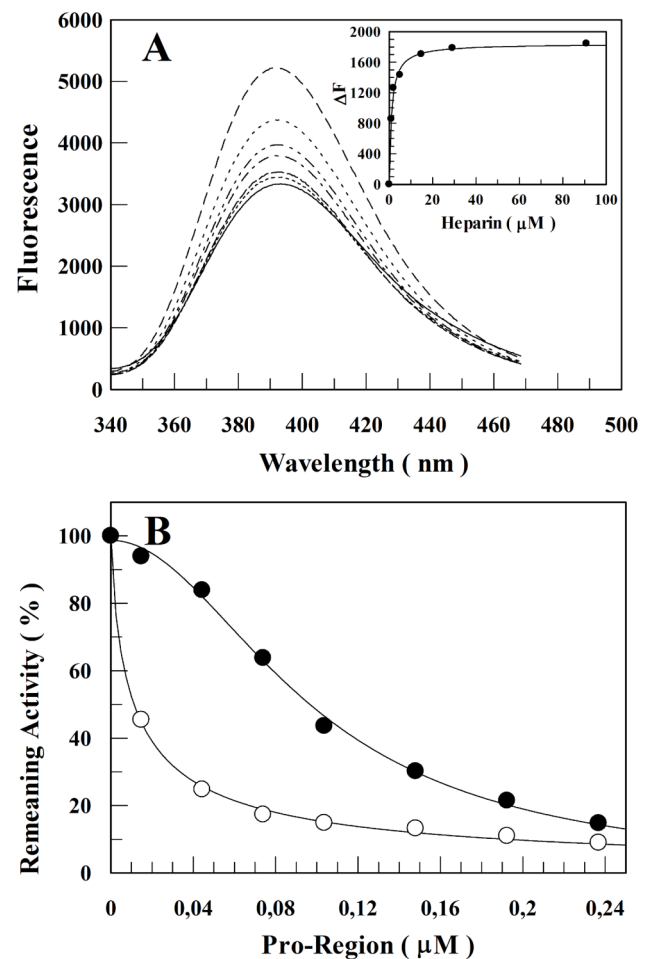 A
6000
5000
4000
3000
2000
1000
0
Fluorescence
340 360 380 400 420 440 460 480 500
Wavelength ( nm )
2000
1600
1200
800
400
0
ΔF
0 20 40 60 80 100
Heparin ( μM )
B
100
80
60
40
20
0
Remeaning Activity ( % )
0 0,04 0,08 0,12 0,16 0,2 0,24
Pro-Region ( μM )